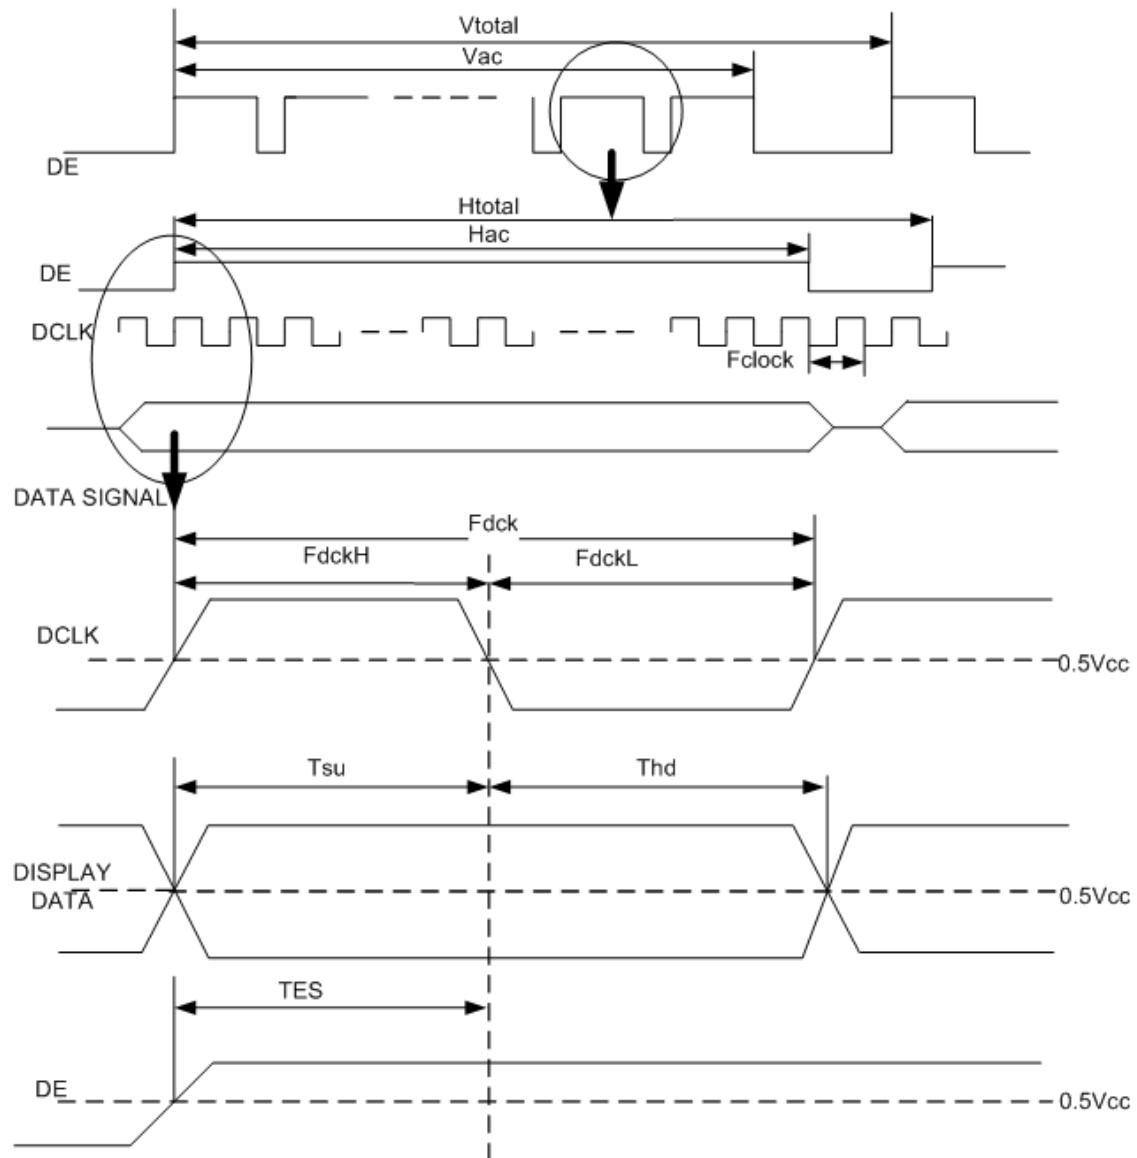 Vtotal
Vac
DE
Htotal
Hac
DE
DCLK
Fclock
DATA SIGNAL
Fdck
FdckH
FdckL
DCLK
0.5Vcc
Tsu
Thd
DISPLAY
DATA
0.5Vcc
TES
DE
0.5Vcc